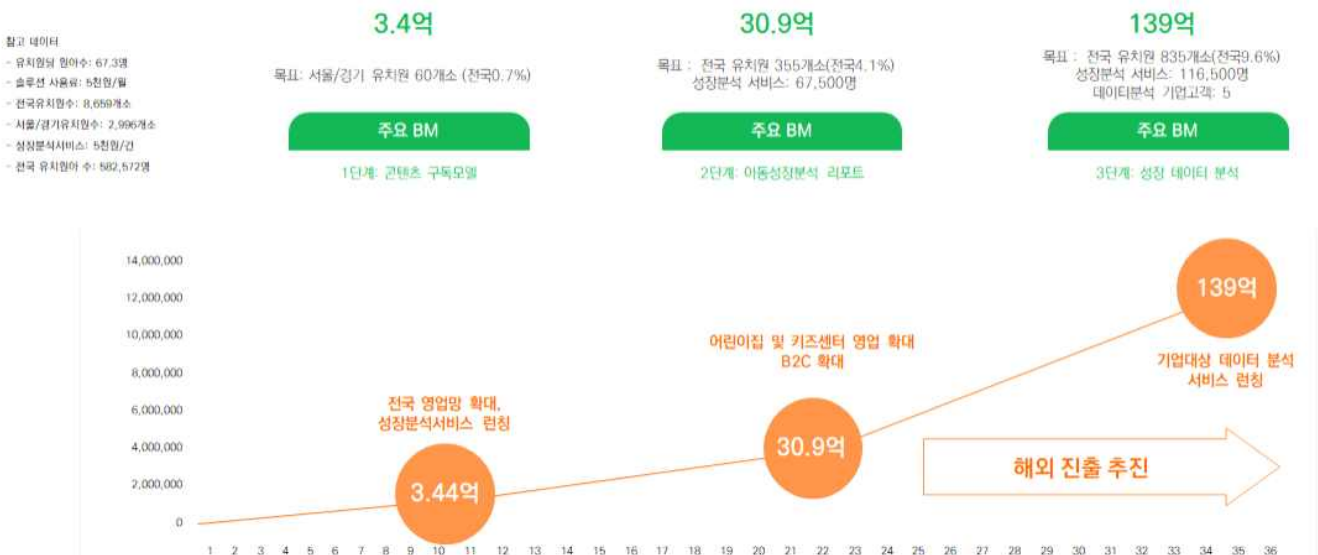 참고 데이터
- 유치원당 원아수: 67.3명
- 솔루션 사용료: 5천원/월
- 전국유치원수: 8,659개소
- 서울/경기유치원수: 2,996개소
- 성장분석서비스: 5천원/건
- 전국 유치원아 수: 582,572명
3.4억
목표: 서울/경기 유치원 60개소 (전국0.7%)
주요 BM
1단계: 콘텐츠 구독모델
30.9억
목표 : 전국 유치원 355개소(전국4.1%)
성장분석 서비스: 67,500명
주요 BM
2단계: 아동성장분석 리포트
139억
목표 : 전국 유치원 835개소(전국9.6%)
성장분석 서비스: 116,500명
데이터분석 기업고객: 5
주요 BM
3단계: 성장 데이터 분석
14,000,000
12,000,000
10,000,000
8,000,000
6,000,000
4,000,000
2,000,000
0
전국 영업망 확대,
성장분석서비스 런칭
3.44억
어린이집 및 키즈센터 영업 확대
B2C 확대
30.9억
139억
기업대상 데이터 분석
서비스 런칭
해외 진출 추진
1 2 3 4 5 6 7 8 9 10 11 12 13 14 15 16 17 18 19 20 21 22 23 24 25 26 27 28 29 30 31 32 33 34 35 36